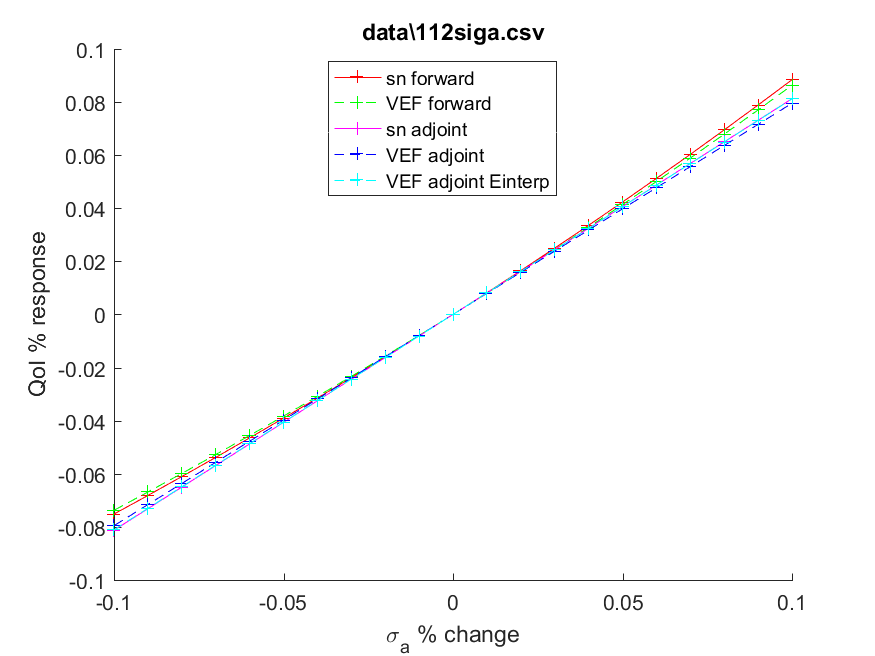 data\112siga.csv
sn forward
VEF forward
sn adjoint
VEF adjoint
VEF adjoint Einterp
0.1
0.08
0.06
0.04
0.02
0
-0.02
-0.04
-0.06
-0.08
-0.1
QoI % response
-0.1 -0.05 0 0.05 0.1
σa % change